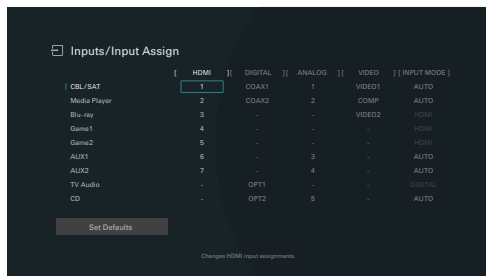 Inputs/Input Assign
[ HDMI ][ DIGITAL ][ ANALOG ][ VIDEO ][ INPUT MODE ]
CBL/SAT 1 COAX1 1 VIDEO1 AUTO
Media Player 2 COAX2 2 COMP AUTO
Blu-ray 3 - - VIDEO2 HDMI
Game1 4 - - - HDMI
Game2 5 - - - HDMI
AUX1 6 - 3 - AUTO
AUX2 7 - 4 - AUTO
TV Audio - OPT1 - - DIGITAL
CD - OPT2 5 - AUTO
Set Defaults
Changes HDMI input assignments.